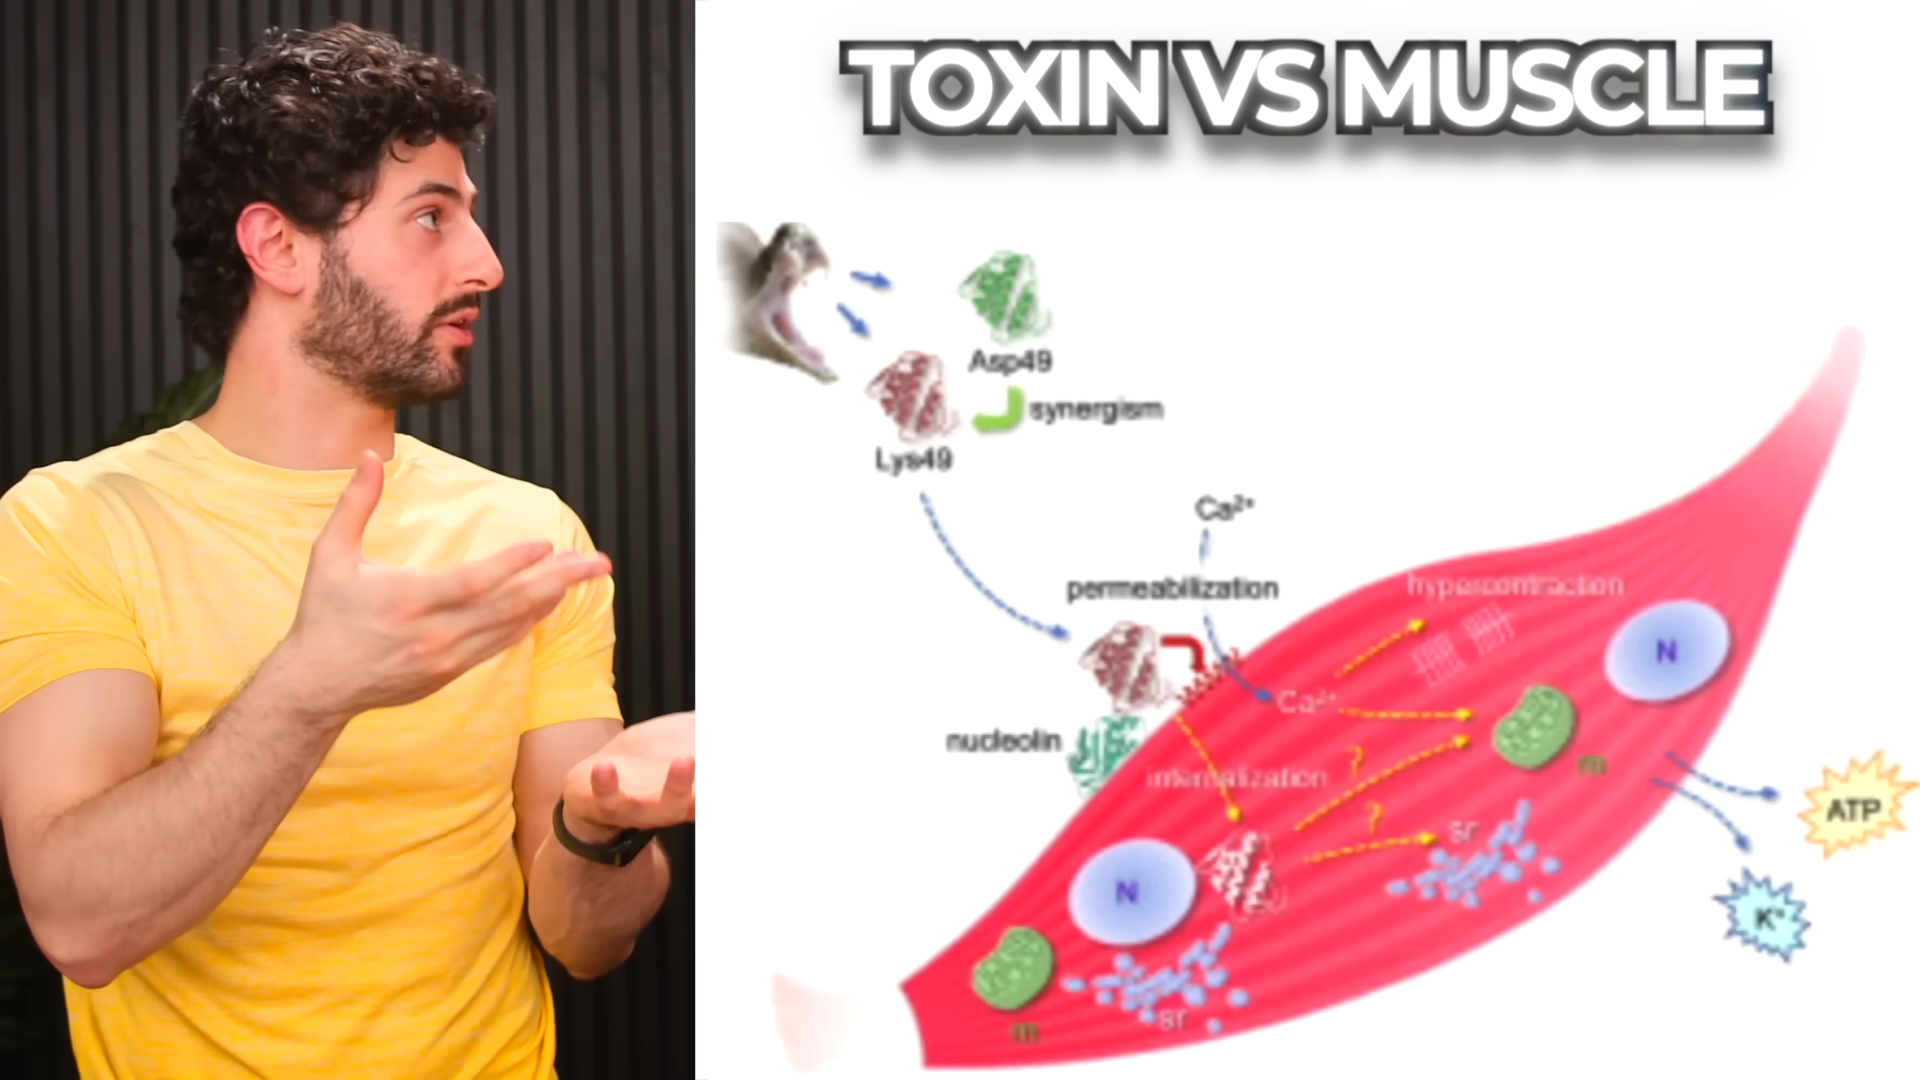 TOXIN VS MUSCLE
Asp49
synergism
Lys49
Ca²⁺
permeabilization
hypercontraction
N
Ca²⁺
nucleolin
internalization
?
m
?
ATP
sr
N
K⁺
m
sr